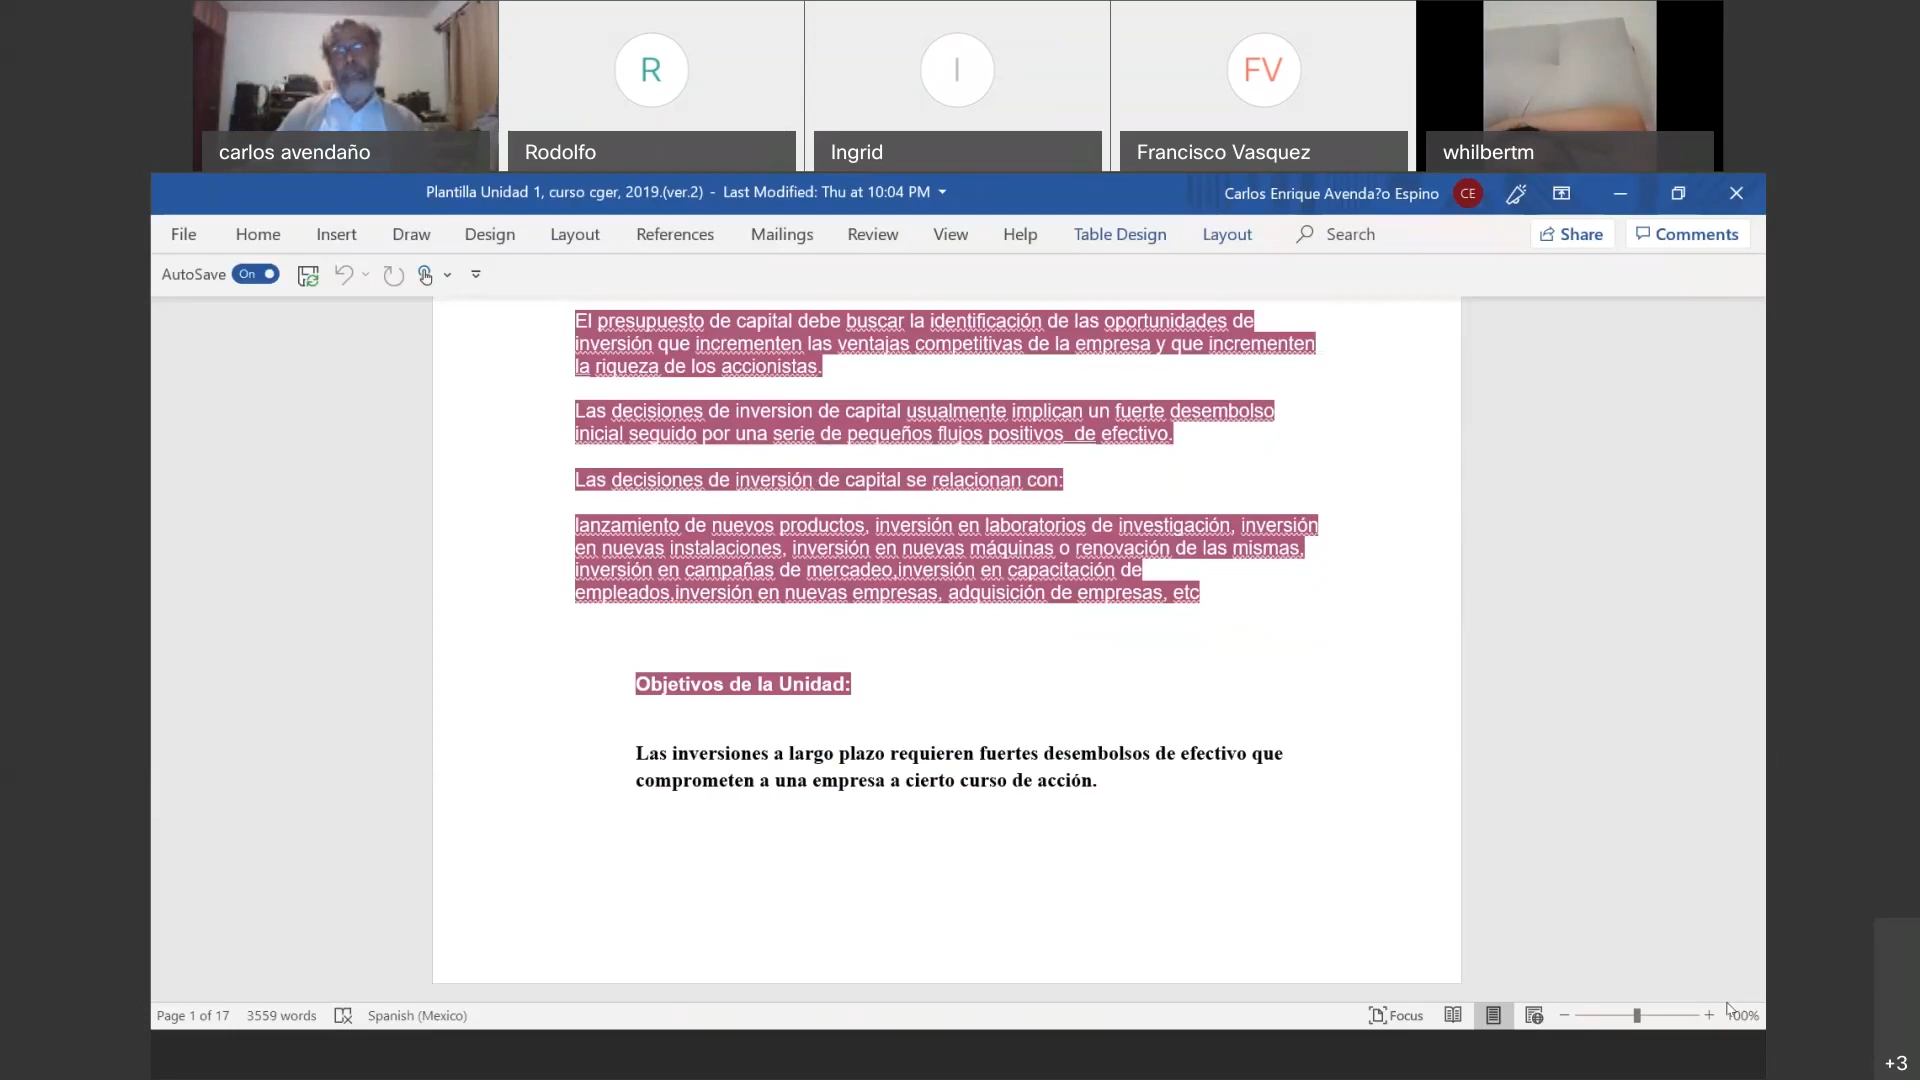 R
I
FV
carlos avendaño
Rodolfo
Ingrid
Francisco Vasquez
whilbertm
Plantilla Unidad 1, curso cger, 2019.(ver.2) - Last Modified: Thu at 10:04 PM
Carlos Enrique Avenda?o Espino
CE
File Home Insert Draw Design Layout References Mailings Review View Help Table Design Layout Search Share Comments
AutoSave On
El presupuesto de capital debe buscar la identificación de las oportunidades de
inversión que incrementen las ventajas competitivas de la empresa y que incrementen
la riqueza de los accionistas.
Las decisiones de inversion de capital usualmente implican un fuerte desembolso
inicial seguido por una serie de pequeños flujos positivos de efectivo.
Las decisiones de inversión de capital se relacionan con:
lanzamiento de nuevos productos, inversión en laboratorios de investigación, inversión
en nuevas instalaciones, inversión en nuevas máquinas o renovación de las mismas,
inversión en campañas de mercadeo,inversión en capacitación de
empleados,inversión en nuevas empresas, adquisición de empresas, etc
Objetivos de la Unidad:
Las inversiones a largo plazo requieren fuertes desembolsos de efectivo que
comprometen a una empresa a cierto curso de acción.
Page 1 of 17 3559 words Spanish (Mexico) Focus 100%
+3